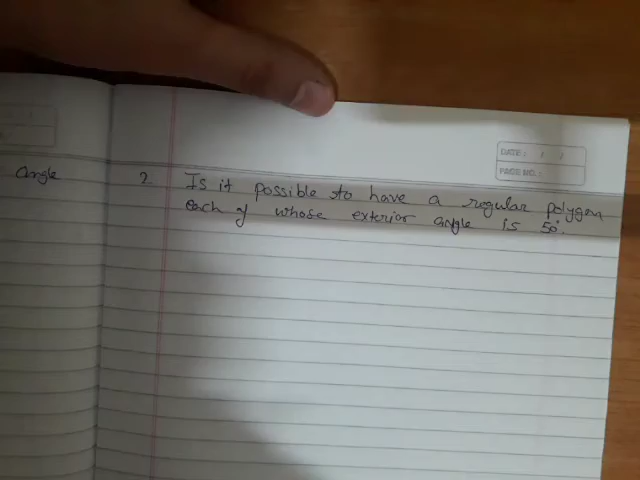 angle
DATE: / /
PAGE NO.:
2. Is it possible to have a regular polygon
each of whose exterior angle is 50°.